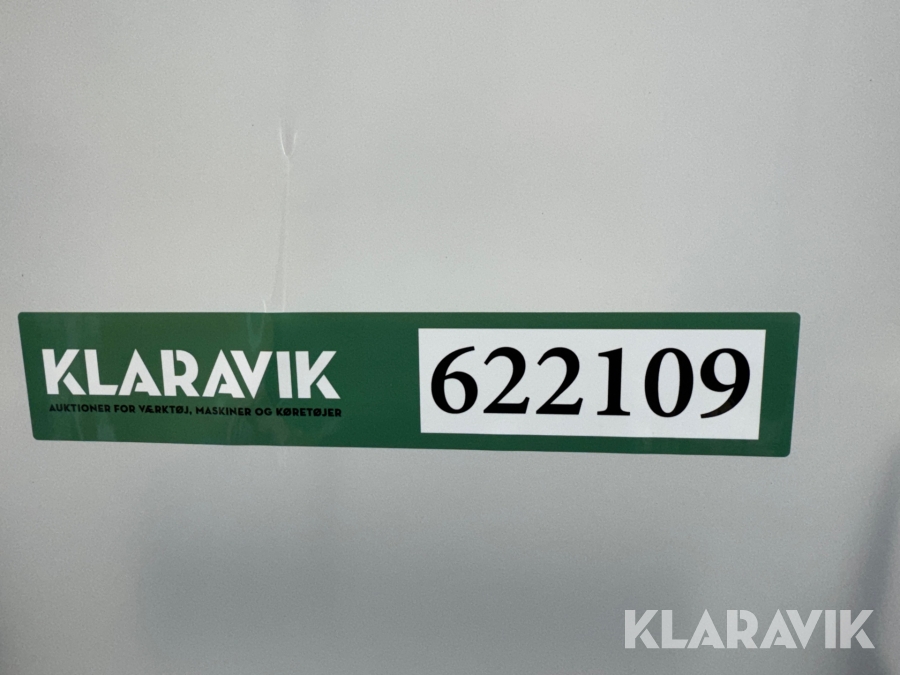 KLARAVIK
AUKTIONER FOR VÆRKTØJ, MASKINER OG KØRETØJER
622109
KLARAVIK